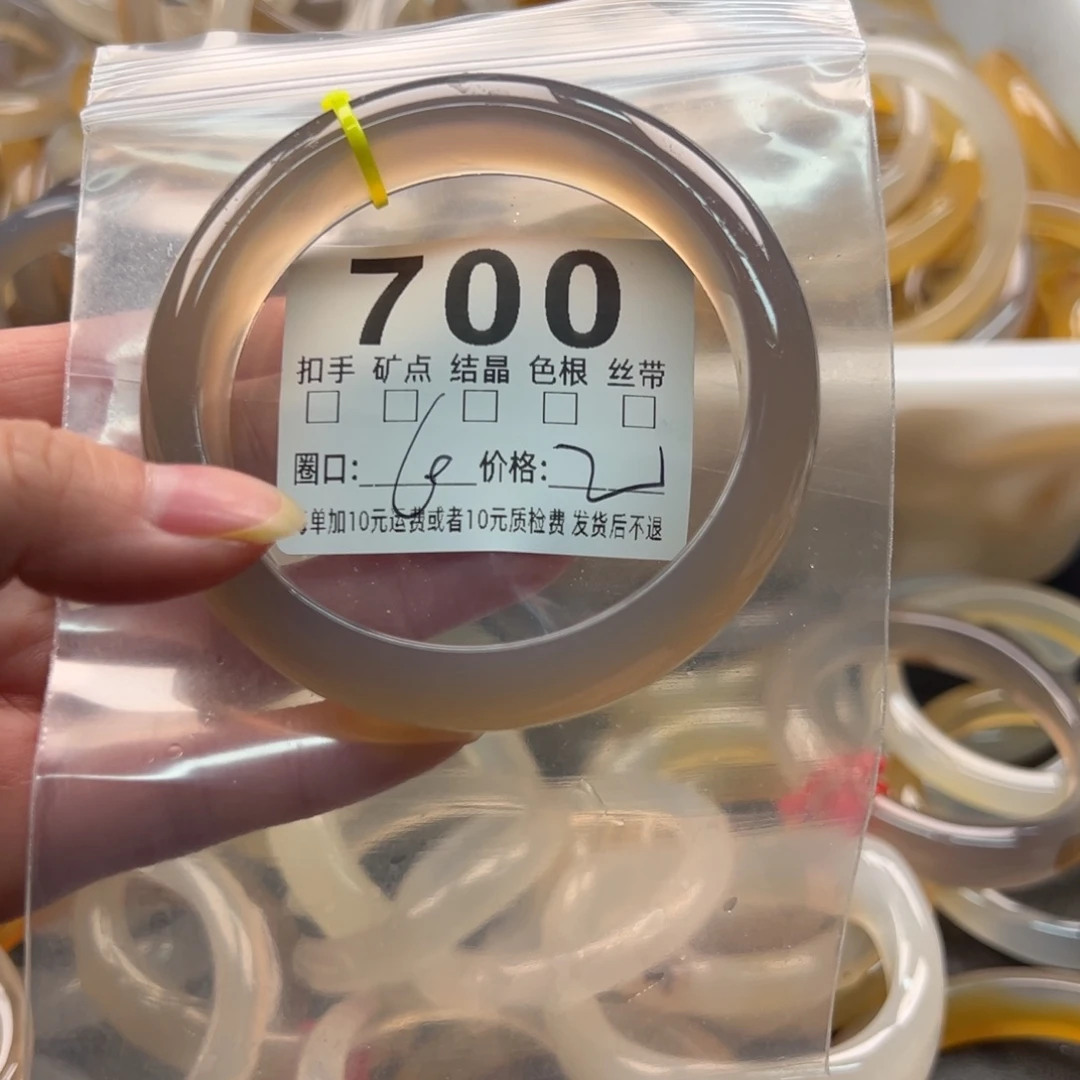 700
扣手 矿点 结晶 色根 丝带
圈口: 价格:
单加10元运费或者10元质检费 发货后不退